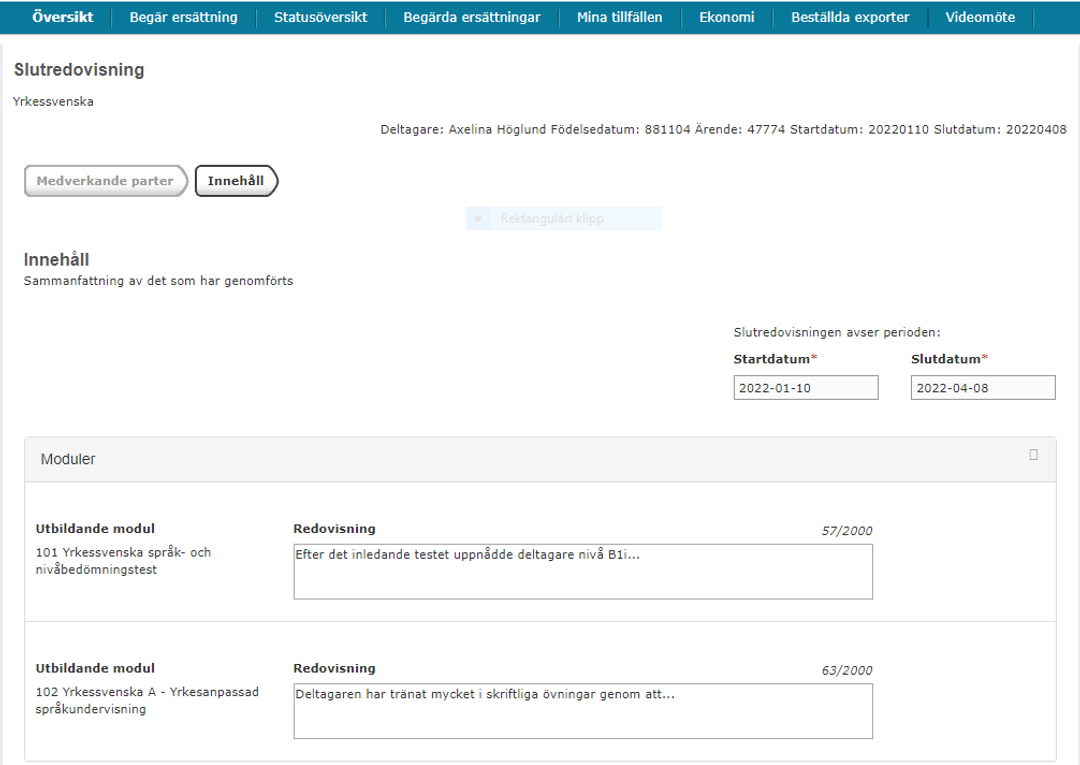 Översikt Begär ersättning Statusöversikt Begärda ersättningar Mina tillfällen Ekonomi Beställda exporter Videomöte
Slutredovisning
Yrkessvenska
Deltagare: Axelina Höglund Födelsedatum: 881104 Ärende: 47774 Startdatum: 20220110 Slutdatum: 20220408
Medverkande parter Innehåll
Rektangulärt klipp
Innehåll
Sammanfattning av det som har genomförts
Slutredovisningen avser perioden:
Startdatum* Slutdatum*
2022-01-10 2022-04-08
Moduler
Utbildande modul Redovisning 57/2000
101 Yrkessvenska språk- och
nivåbedömningstest
Efter det inledande testet uppnådde deltagare nivå B1i...
Utbildande modul Redovisning 63/2000
102 Yrkessvenska A - Yrkesanpassad
språkundervisning
Deltagaren har tränat mycket i skriftliga övningar genom att...